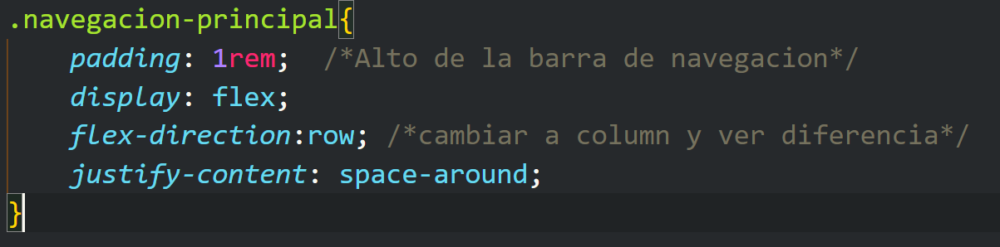 .navegacion-principal{
padding: 1rem; /*Alto de la barra de navegacion*/
display: flex;
flex-direction:row; /*cambiar a column y ver diferencia*/
justify-content: space-around;
}